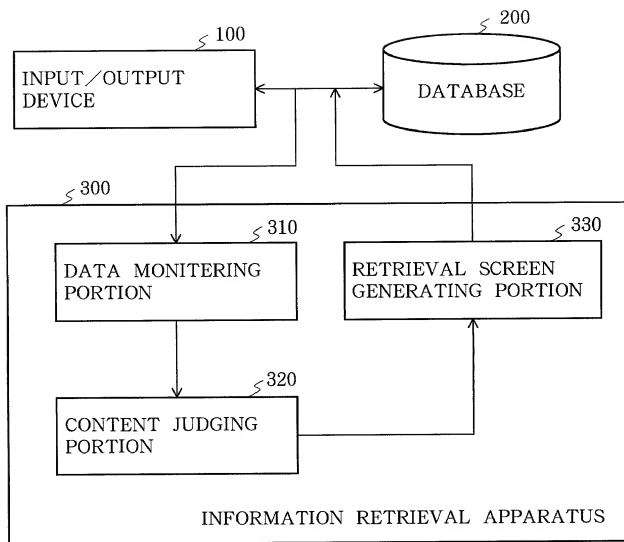 100
INPUT/OUTPUT
DEVICE
200
DATABASE
300
310
DATA MONITERING
PORTION
330
RETRIEVAL SCREEN
GENERATING PORTION
320
CONTENT JUDGING
PORTION
INFORMATION RETRIEVAL APPARATUS